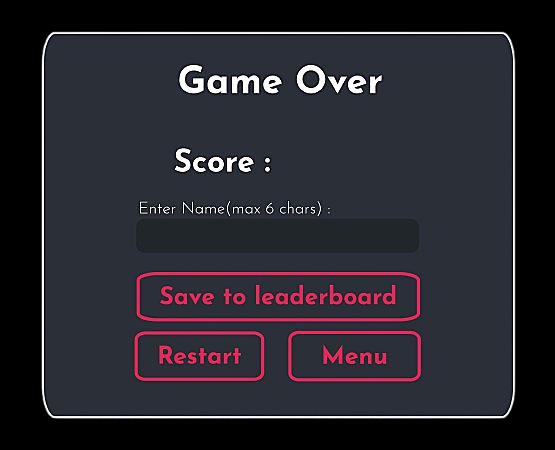 Game Over
Score :
Enter Name(max 6 chars) :
Save to leaderboard
Restart Menu